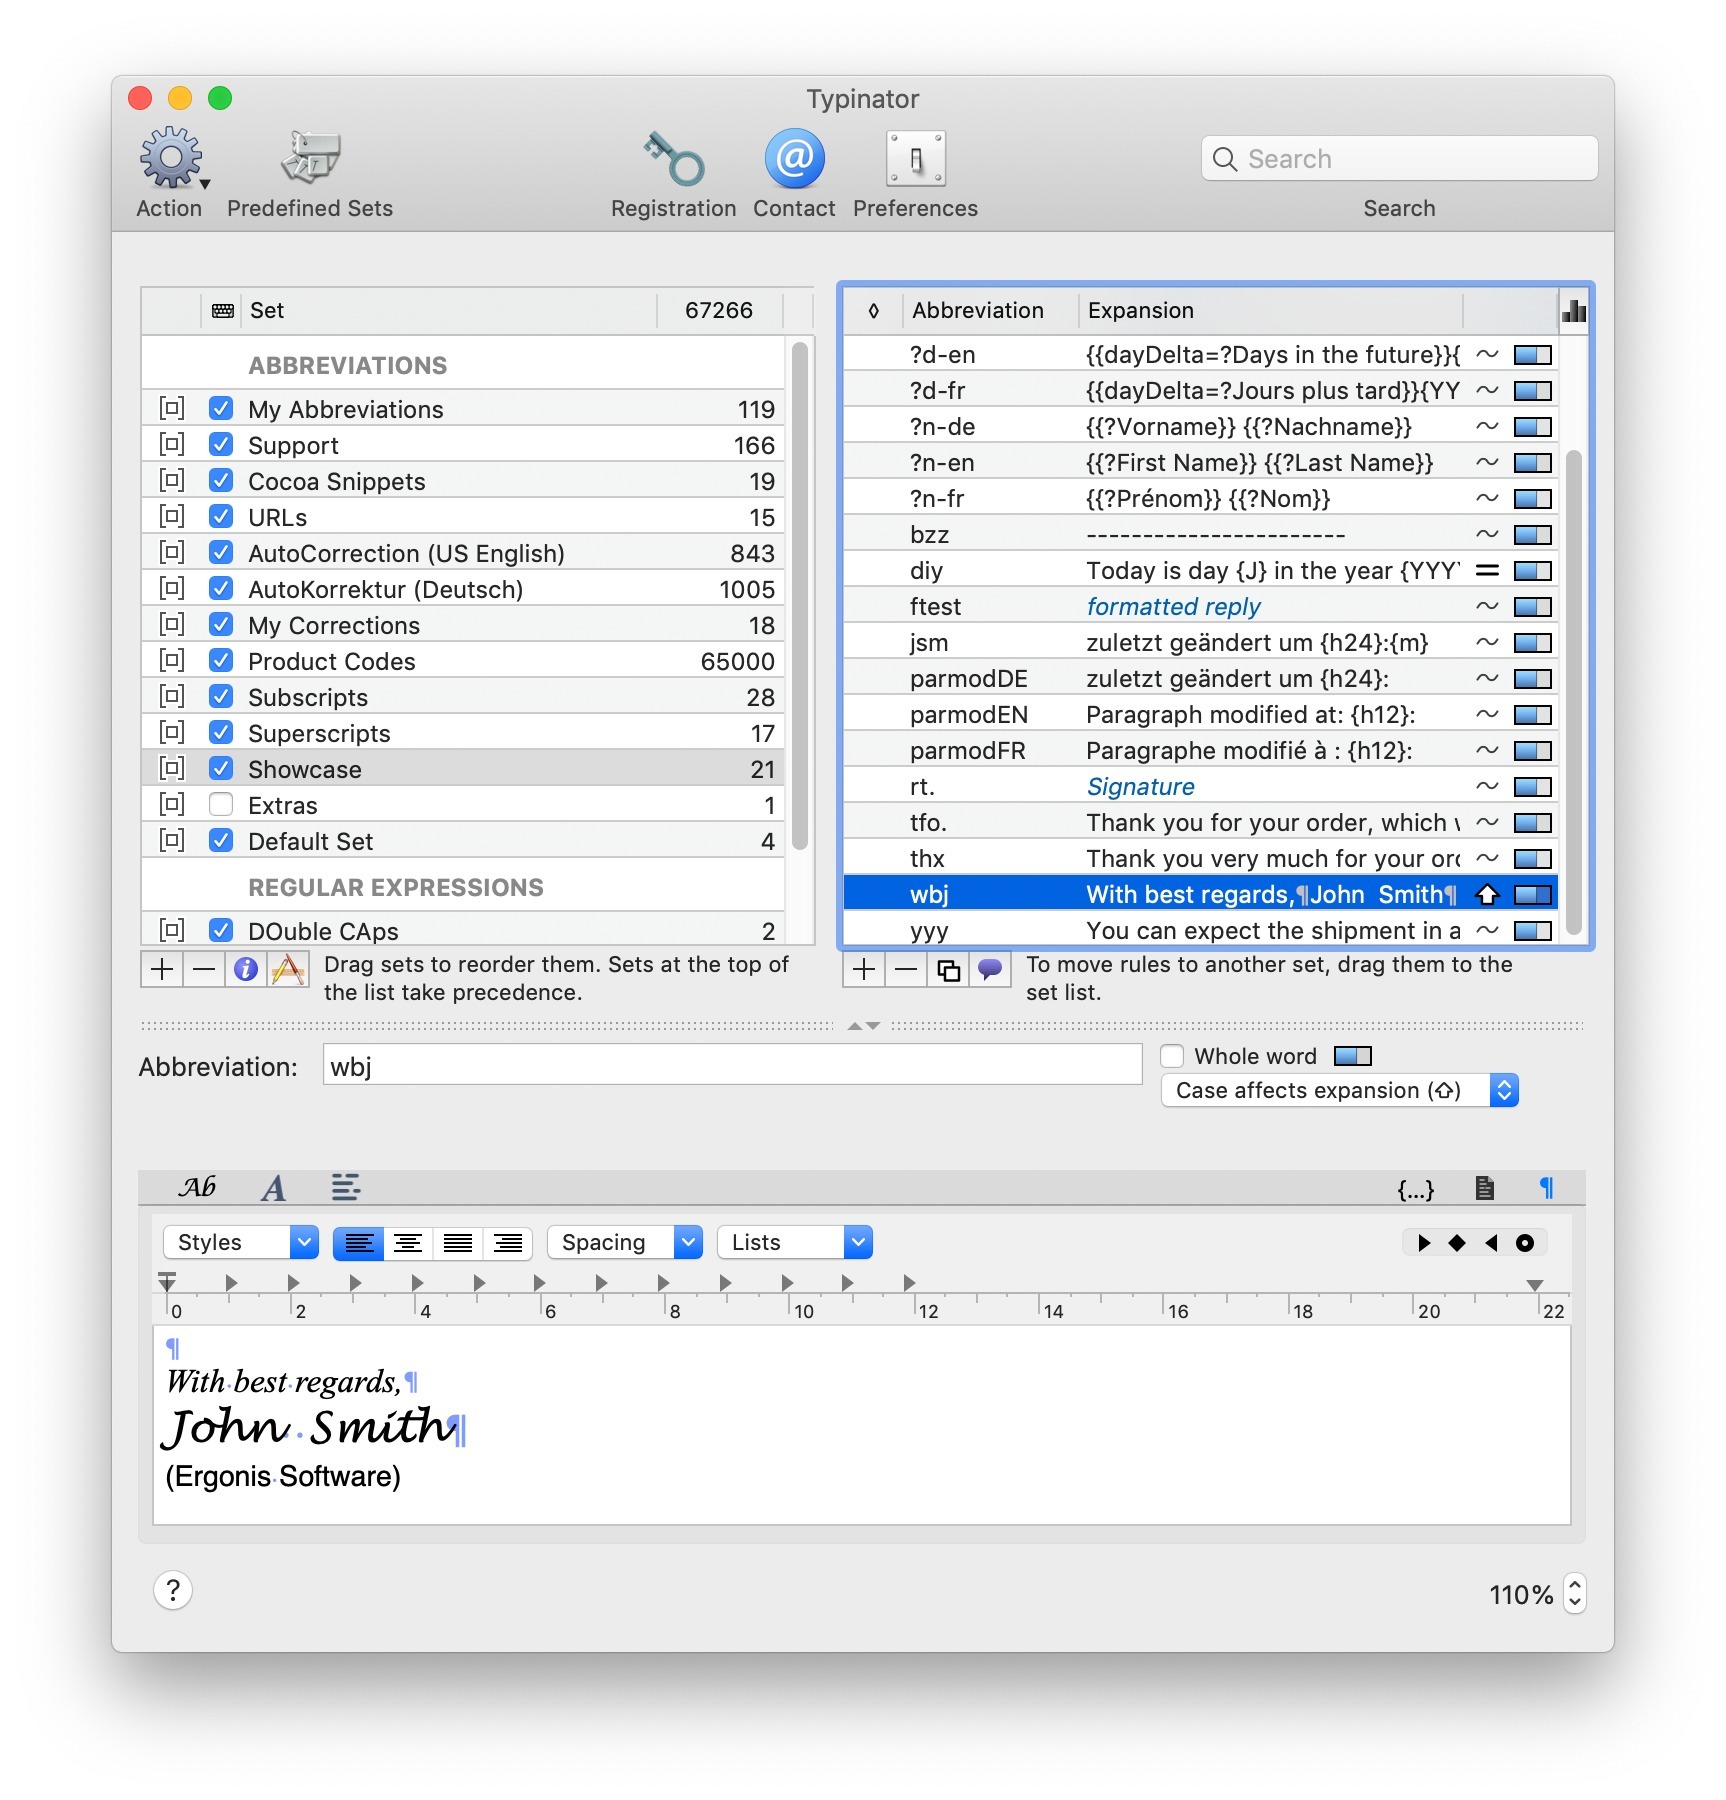 Typinator
Action
Predefined Sets
Registration
Contact
Preferences
Search
Search
Set 67266
ABBREVIATIONS
My Abbreviations 119
Support 166
Cocoa Snippets 19
URLs 15
AutoCorrection (US English) 843
AutoKorrektur (Deutsch) 1005
My Corrections 18
Product Codes 65000
Subscripts 28
Superscripts 17
Showcase 21
Extras 1
Default Set 4
REGULAR EXPRESSIONS
DOuble CAps 2
Drag sets to reorder them. Sets at the top of
the list take precedence.
Abbreviation Expansion
?d-en {{dayDelta=?Days in the future}}{
?d-fr {{dayDelta=?Jours plus tard}}{YY
?n-de {{?Vorname}} {{?Nachname}}
?n-en {{?First Name}} {{?Last Name}}
?n-fr {{?Prénom}} {{?Nom}}
bzz -----------------------
diy Today is day {J} in the year {YYY
ftest formatted reply
jsm zuletzt geändert um {h24}:{m}
parmodDE zuletzt geändert um {h24}:
parmodEN Paragraph modified at: {h12}:
parmodFR Paragraphe modifié à : {h12}:
rt. Signature
tfo. Thank you for your order, which
thx Thank you very much for your
wbj With best regards,¶John  Smith¶
yyy You can expect the shipment in a
To move rules to another set, drag them to the
set list.
Abbreviation: wbj
Whole word
Case affects expansion (⇧)
Ab A {...} ¶
Styles Spacing Lists
0 2 4 6 8 10 12 14 16 18 20 22
¶
With·best·regards,¶
John··Smith¶
(Ergonis·Software)
? 110%